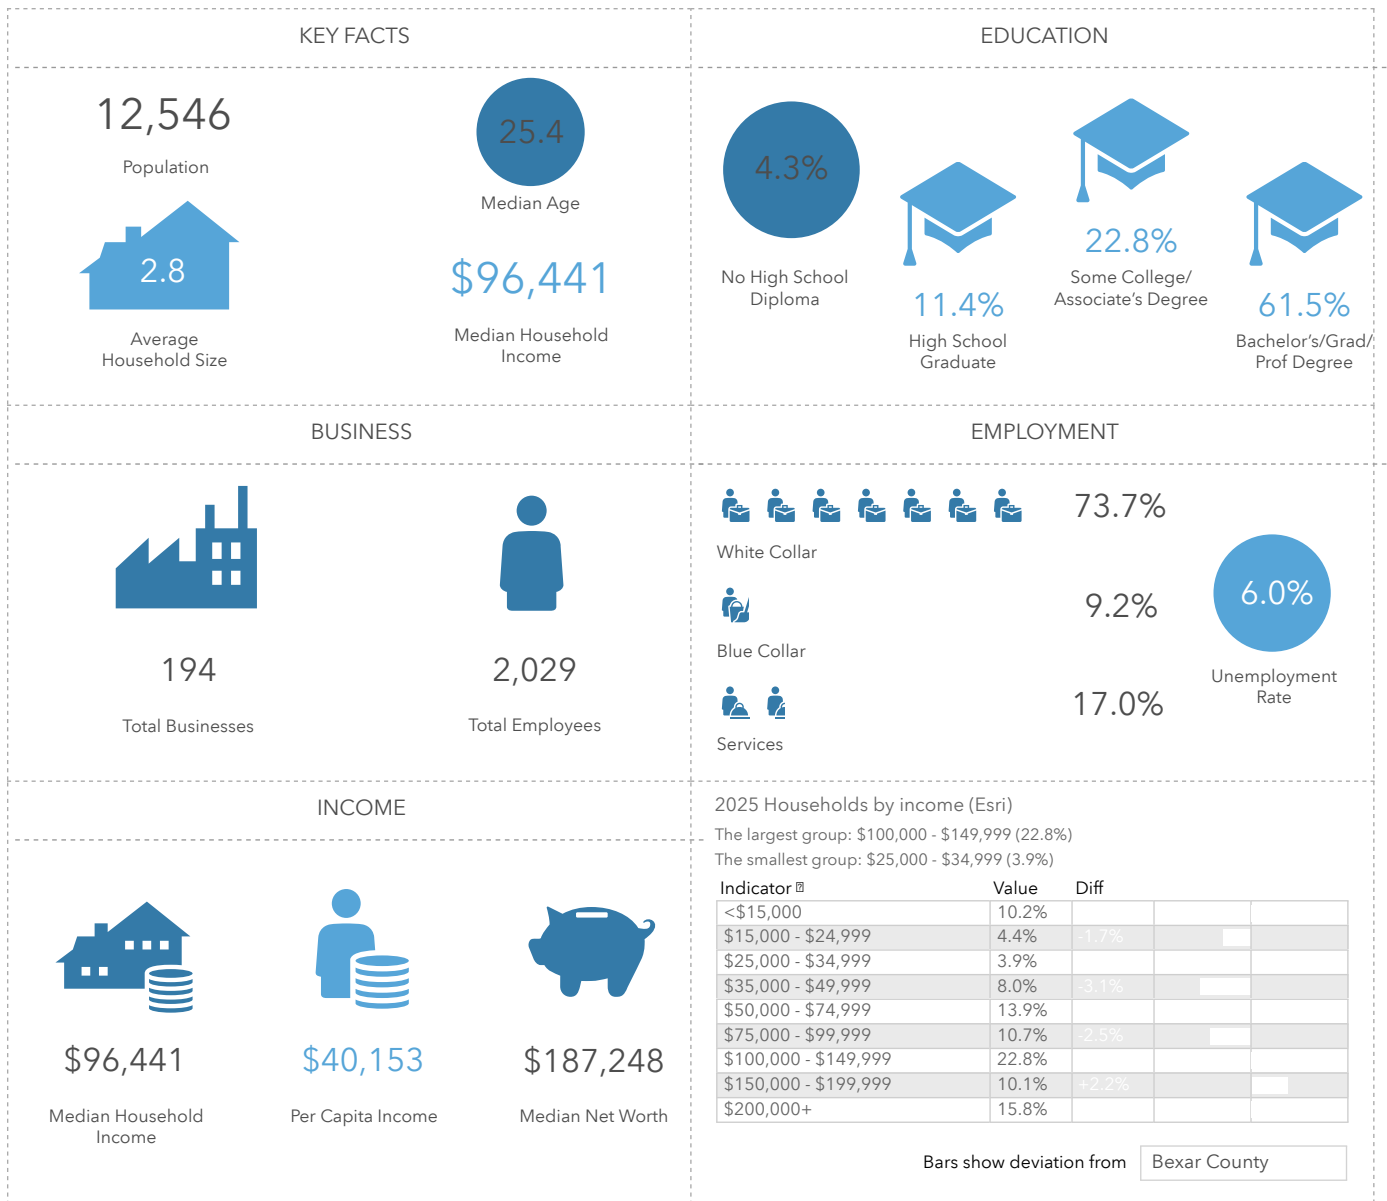 KEY FACTS
12,546
Population
25.4
Median Age
2.8
Average
Household Size
$96,441
Median Household
Income
EDUCATION
4.3%
No High School
Diploma
11.4%
High School
Graduate
22.8%
Some College/
Associate's Degree
61.5%
Bachelor's/Grad/
Prof Degree
BUSINESS
194
Total Businesses
2,029
Total Employees
EMPLOYMENT
73.7%
White Collar
9.2%
Blue Collar
17.0%
Services
6.0%
Unemployment
Rate
INCOME
$96,441
Median Household
Income
$40,153
Per Capita Income
$187,248
Median Net Worth
2025 Households by income (Esri)
The largest group: $100,000 - $149,999 (22.8%)
The smallest group: $25,000 - $34,999 (3.9%)
Indicator Value Diff
<$15,000 10.2%
$15,000 - $24,999 4.4% -1.7%
$25,000 - $34,999 3.9%
$35,000 - $49,999 8.0% -3.1%
$50,000 - $74,999 13.9%
$75,000 - $99,999 10.7% -2.5%
$100,000 - $149,999 22.8%
$150,000 - $199,999 10.1% +2.2%
$200,000+ 15.8%
Bars show deviation from Bexar County